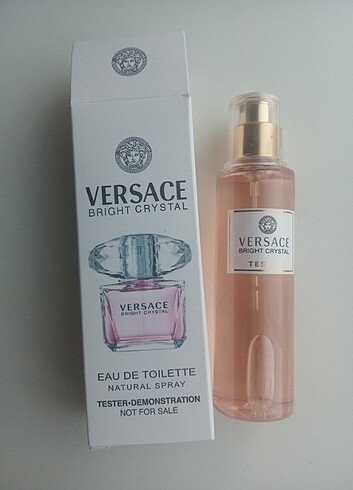 VERSACE
BRIGHT CRYSTAL
VERSACE
BRIGHT CRYSTAL
EAU DE TOILETTE
NATURAL SPRAY
TESTER•DEMONSTRATION
NOT FOR SALE
VERSACE
BRIGHT CRYSTAL